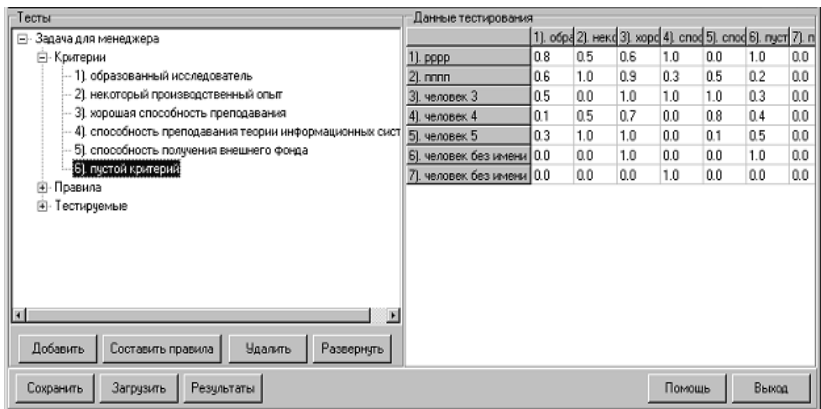 Тесты
Задача для менеджера
Критерии
1). образованный исследователь
2). некоторый производственный опыт
3). хорошая способность преподавания
4). способность преподавания теории информационных сист
5). способность получения внешнего фонда
6). пустой критерий
Правила
Тестируемые
Добавить Составить правила Удалить Развернуть
Данные тестирования
1). обра 2). неко 3). хоро 4). спос 5). спос 6). пуст 7). п
1). рррр 0.8 0.5 0.6 1.0 0.0 1.0 0.0
2). пппп 0.6 1.0 0.9 0.3 0.5 0.2 0.0
3). человек 3 0.5 0.0 1.0 1.0 1.0 0.3 0.0
4). человек 4 0.1 0.5 0.7 0.0 0.8 0.4 0.0
5). человек 5 0.3 1.0 1.0 0.0 0.1 0.5 0.0
6). человек без имени 0.0 0.0 1.0 0.0 0.0 1.0 0.0
7). человек без имени 0.0 0.0 0.0 1.0 0.0 0.0 0.0
Сохранить Загрузить Результаты Помощь Выход